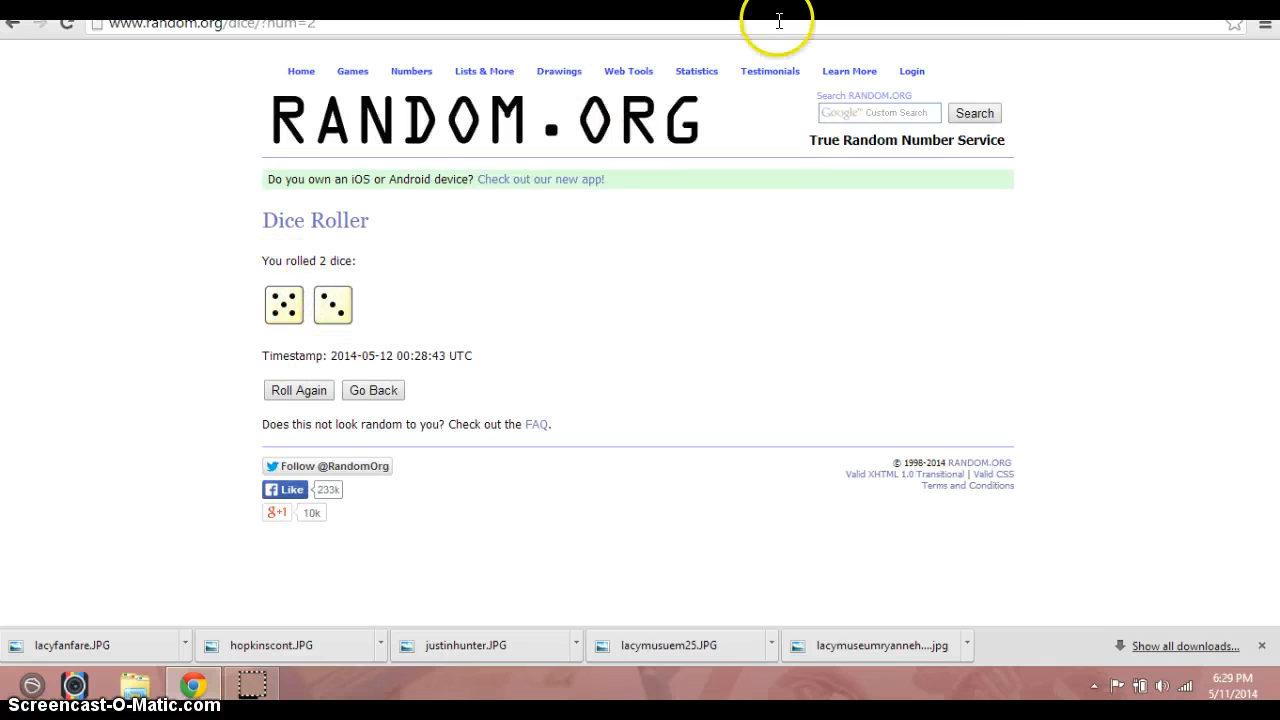 www.random.org/dice/?num=2
Home Games Numbers Lists & More Drawings Web Tools Statistics Testimonials Learn More Login
Search RANDOM.ORG
RANDOM.ORG
Google™ Custom Search Search
True Random Number Service
Do you own an iOS or Android device? Check out our new app!
Dice Roller
You rolled 2 dice:
Timestamp: 2014-05-12 00:28:43 UTC
Roll Again Go Back
Does this not look random to you? Check out the FAQ.
Follow @RandomOrg
Like 233k
g+1 10k
© 1998-2014 RANDOM.ORG
Valid XHTML 1.0 Transitional | Valid CSS
Terms and Conditions
lacyfanfare.JPG hopkinscont.JPG justinhunter.JPG lacymusuem25.JPG lacymuseumryanneh....jpg Show all downloads...
6:29 PM
5/11/2014
Screencast-O-Matic.com